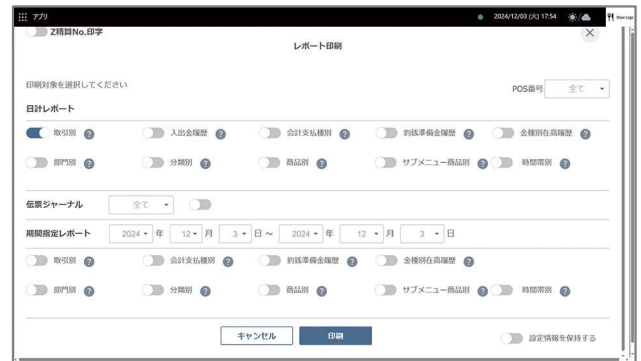 アプリ 2024/12/03 (火) 17:54 Store Logo
Z精算No.印字
レポート印刷
印刷対象を選択してください POS番号 全て
日計レポート
取引別 ? 入出金履歴 ? 会計支払種別 ? 釣銭準備金履歴 ? 金種別在高履歴 ?
部門別 ? 分類別 ? 商品別 ? サブメニュー商品別 ? 時間帯別 ?
伝票ジャーナル 全て
期間指定レポート 2024 年 12 月 3 日 ～ 2024 年 12 月 3 日
取引別 ? 会計支払種別 ? 釣銭準備金履歴 ? 金種別在高履歴 ?
部門別 ? 分類別 ? 商品別 ? サブメニュー商品別 ? 時間帯別 ?
キャンセル 印刷 設定情報を保持する